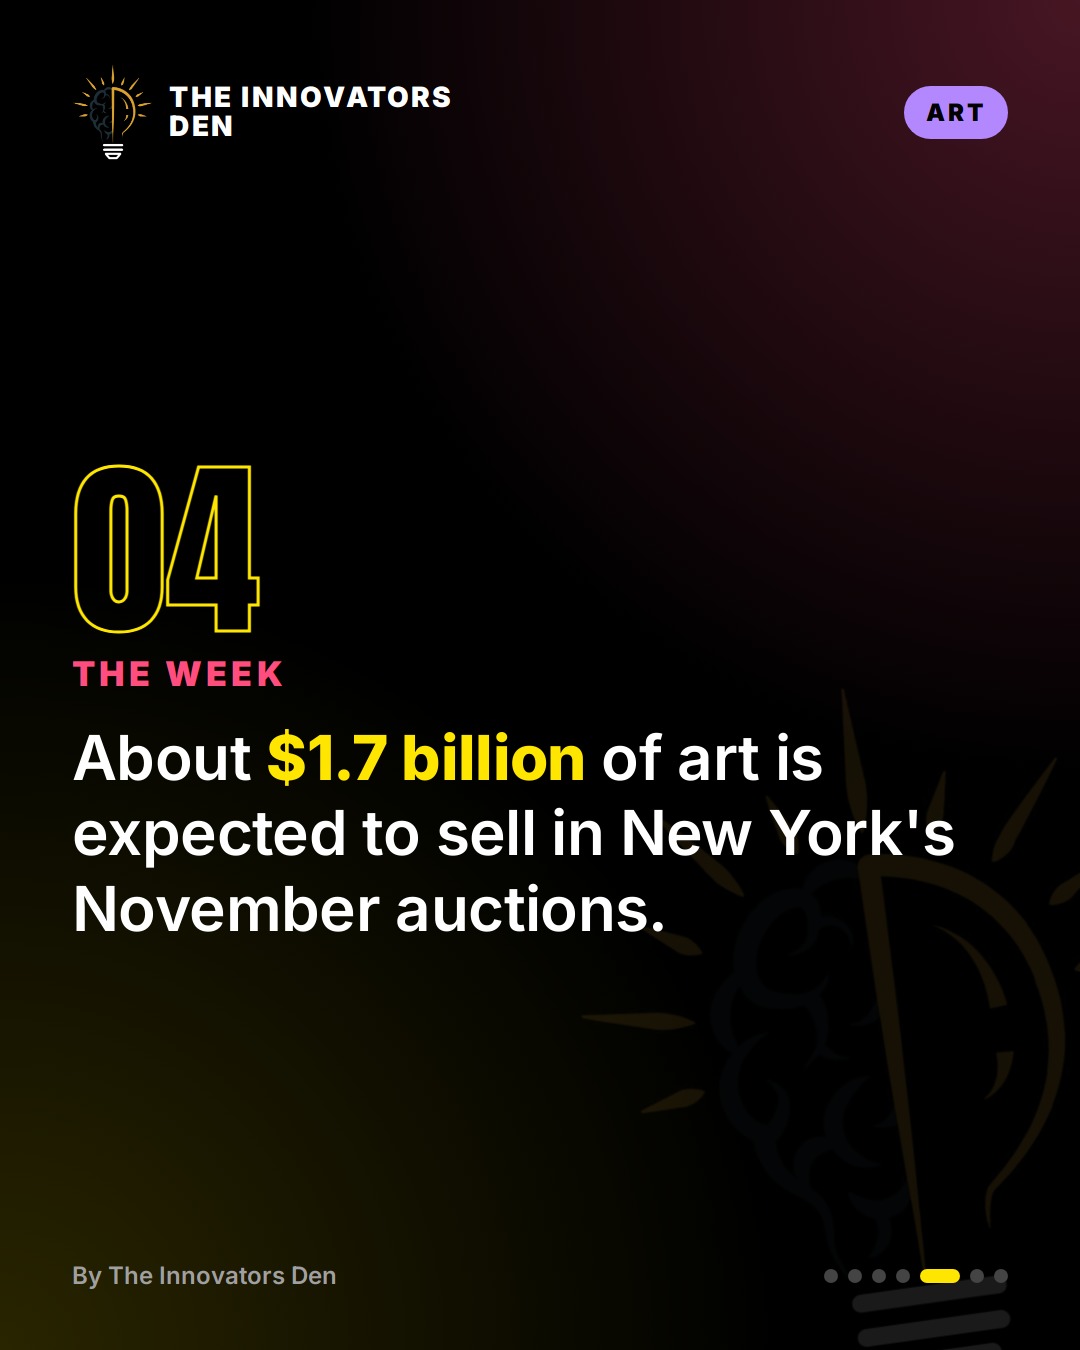 THE INNOVATORS
DEN
ART
04
THE WEEK
About $1.7 billion of art is
expected to sell in New York's
November auctions.
By The Innovators Den